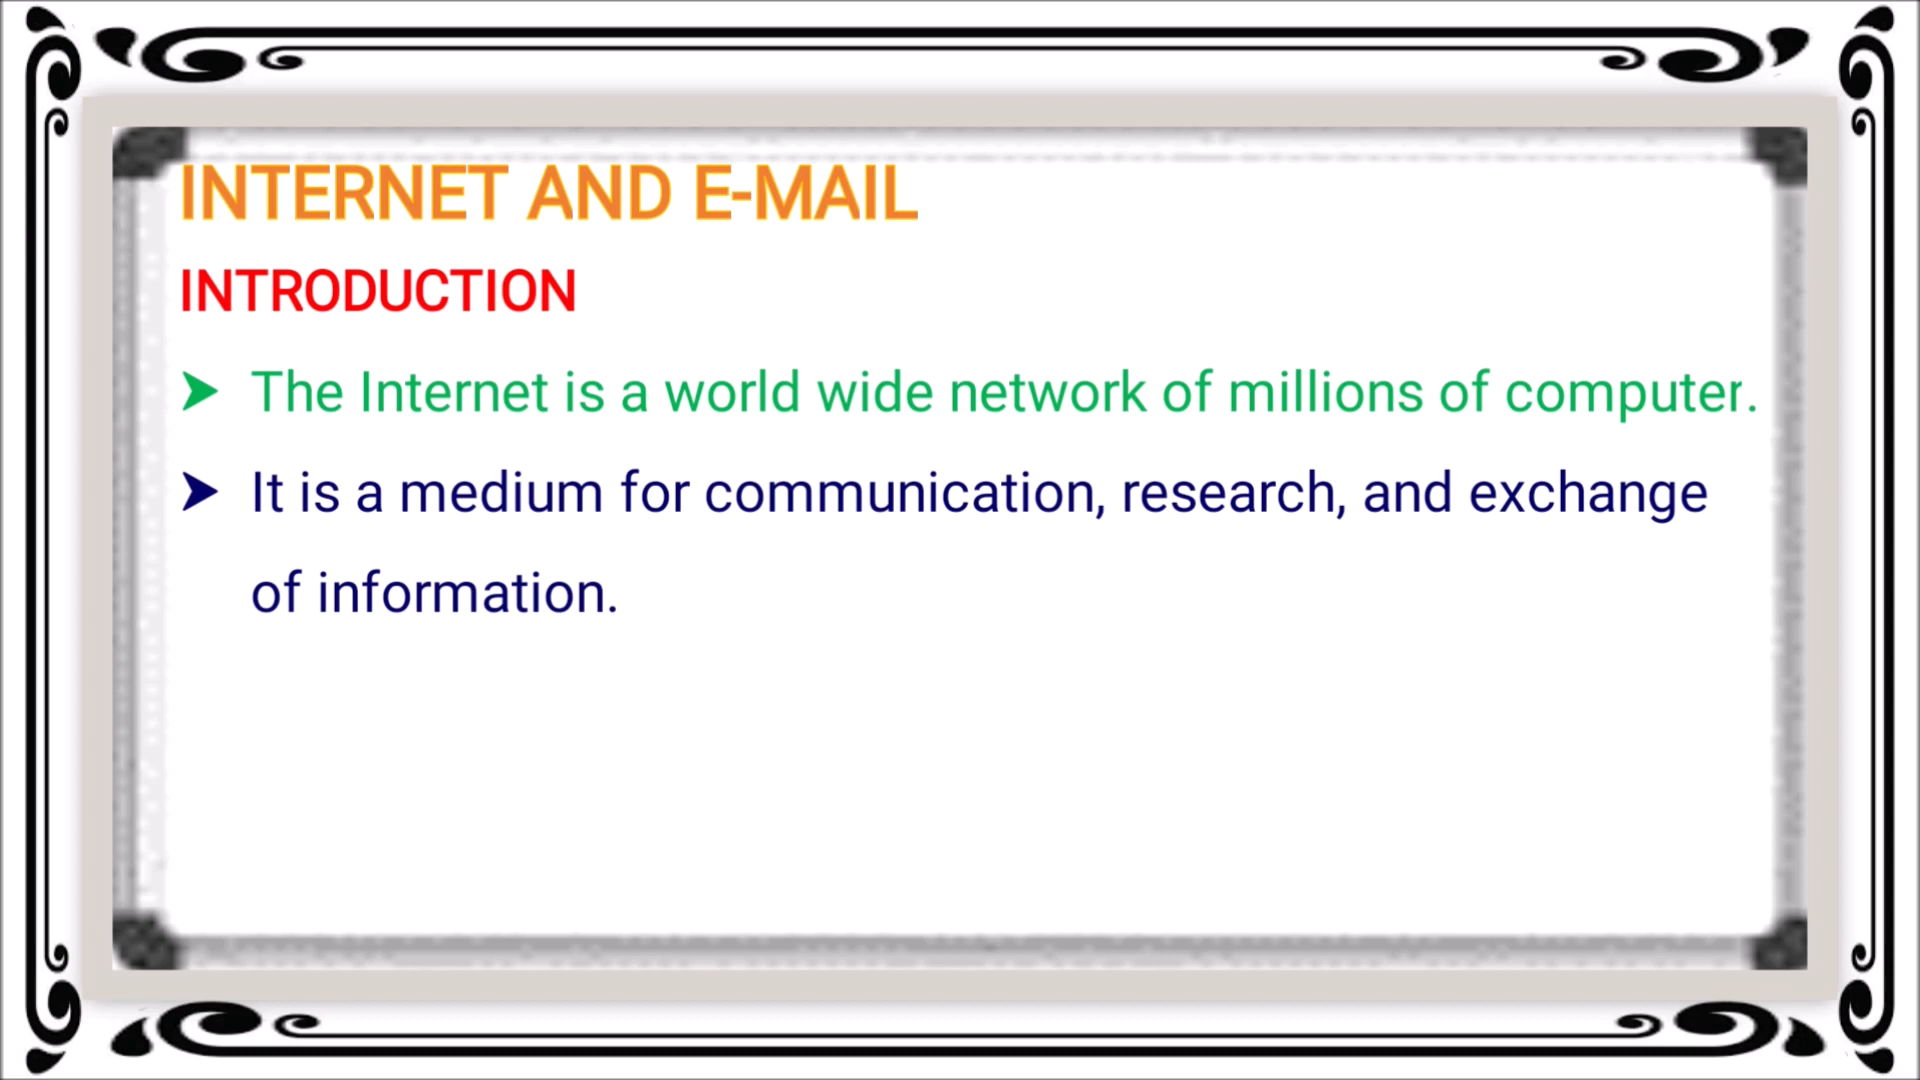 INTERNET AND E-MAIL
INTRODUCTION
➤ The Internet is a world wide network of millions of computer.
➤ It is a medium for communication, research, and exchange
of information.